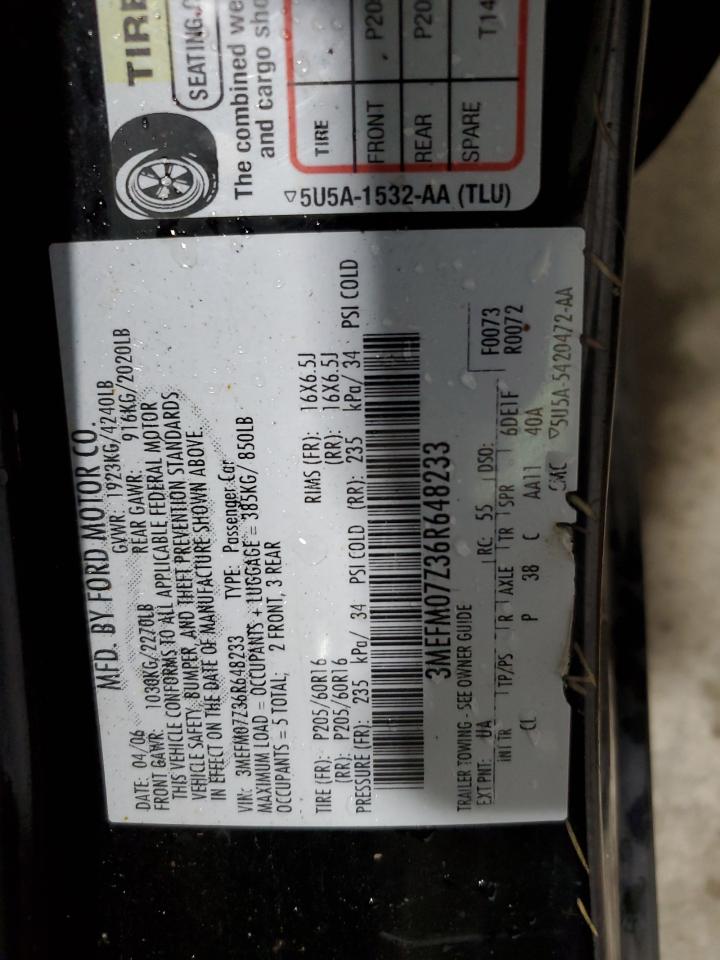 MFD. BY FORD MOTOR CO.
DATE: 04/06 GVWR: 1923KG/4240LB
FRONT GAWR: 1030KG/2270LB REAR GAWR: 916KG/2020LB
THIS VEHICLE CONFORMS TO ALL APPLICABLE FEDERAL MOTOR
VEHICLE SAFETY, BUMPER, AND THEFT PREVENTION STANDARDS
IN EFFECT ON THE DATE OF MANUFACTURE SHOWN ABOVE.
VIN: 3MEFM07Z36R648233 TYPE: Passenger Car
MAXIMUM LOAD = OCCUPANTS + LUGGAGE = 385KG/ 850LB
OCCUPANTS = 5 TOTAL; 2 FRONT, 3 REAR
TIRE (FR): P205/60R16 RIMS (FR): 16X6.5J
(RR): P205/60R16 (RR): 16X6.5J
PRESSURE (FR): 235 kPa/ 34 PSI COLD (RR): 235 kPa/ 34 PSI COLD
3MEFM07Z36R648233
F0073
R0072
TRAILER TOWING - SEE OWNER GUIDE
EXT PNT: UA RC: 55 DSO:
INT TR TP/PS R AXLE TR SPR 6DE1F
CL P 38 C AA11 40A
CMC ▽5U5A-5420472-AA
TIRE
SEATING
The combined we
and cargo sho
TIRE
FRONT P20
REAR P20
SPARE T14
▽5U5A-1532-AA (TLU)